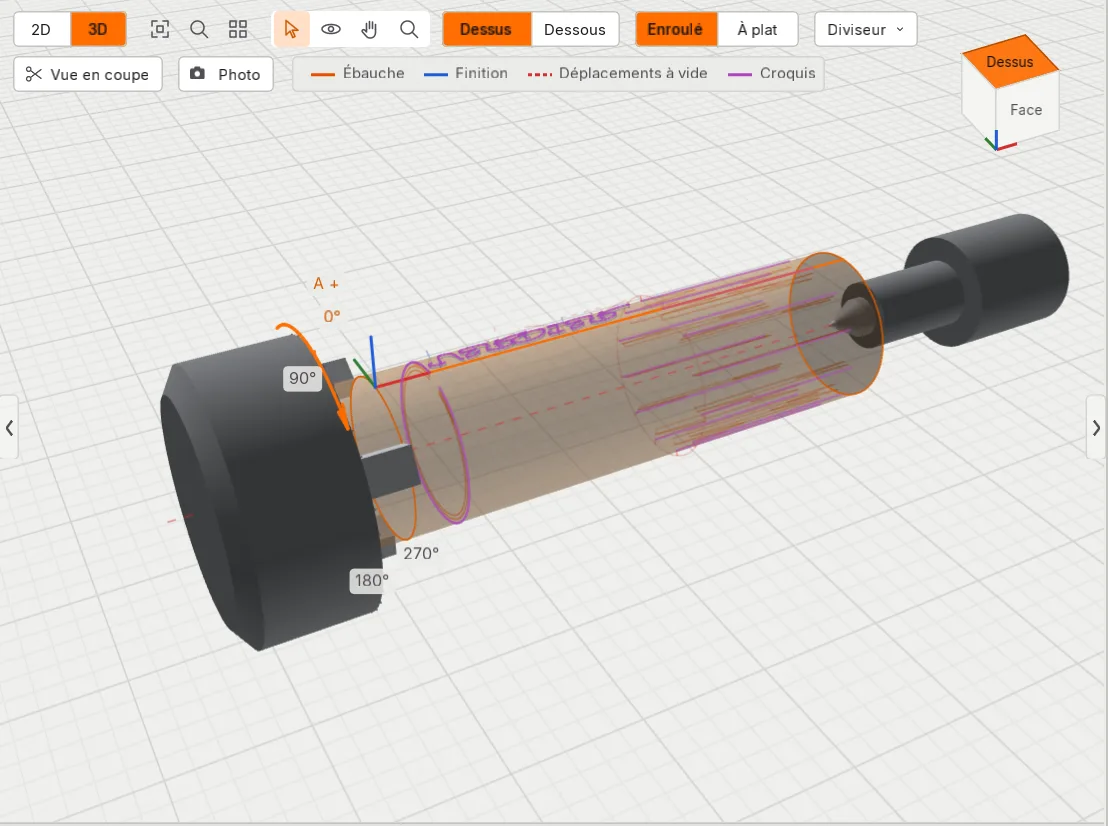 2D 3D Dessus Dessous Enroulé À plat Diviseur
Vue en coupe Photo Ébauche Finition Déplacements à vide Croquis
Dessus
Face
A +
0°
90°
270°
180°